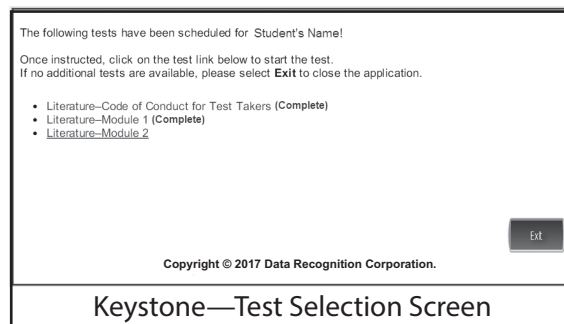 The following tests have been scheduled for Student's Name!
Once instructed, click on the test link below to start the test.
If no additional tests are available, please select Exit to close the application.
• Literature–Code of Conduct for Test Takers (Complete)
• Literature–Module 1 (Complete)
• Literature–Module 2
Ext
Copyright © 2017 Data Recognition Corporation.
Keystone—Test Selection Screen